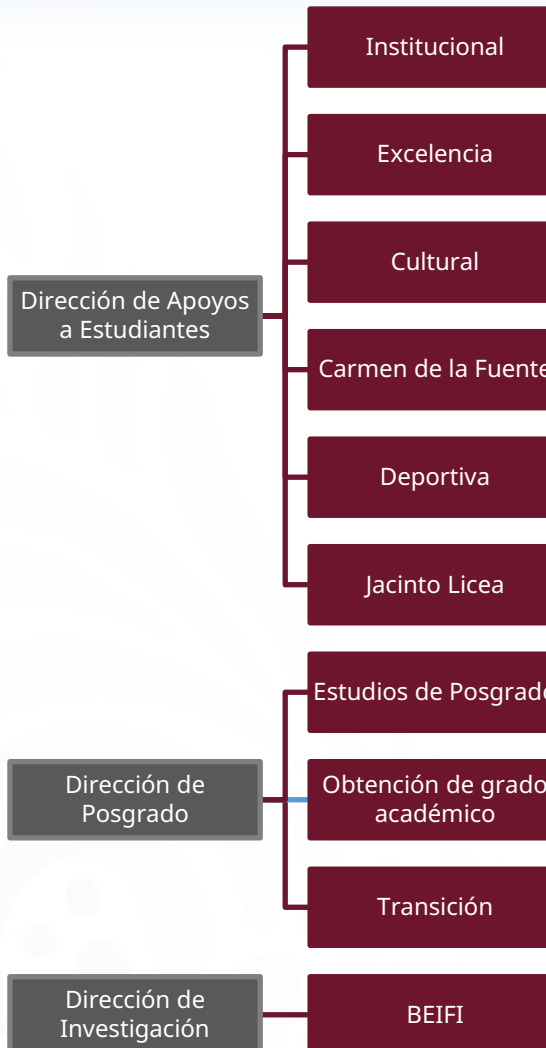 Institucional
Excelencia
Cultural
Dirección de Apoyos
a Estudiantes
Carmen de la Fuente
Deportiva
Jacinto Licea
Estudios de Posgrado
Dirección de
Posgrado
Obtención de grado
académico
Transición
Dirección de
Investigación
BEIFI